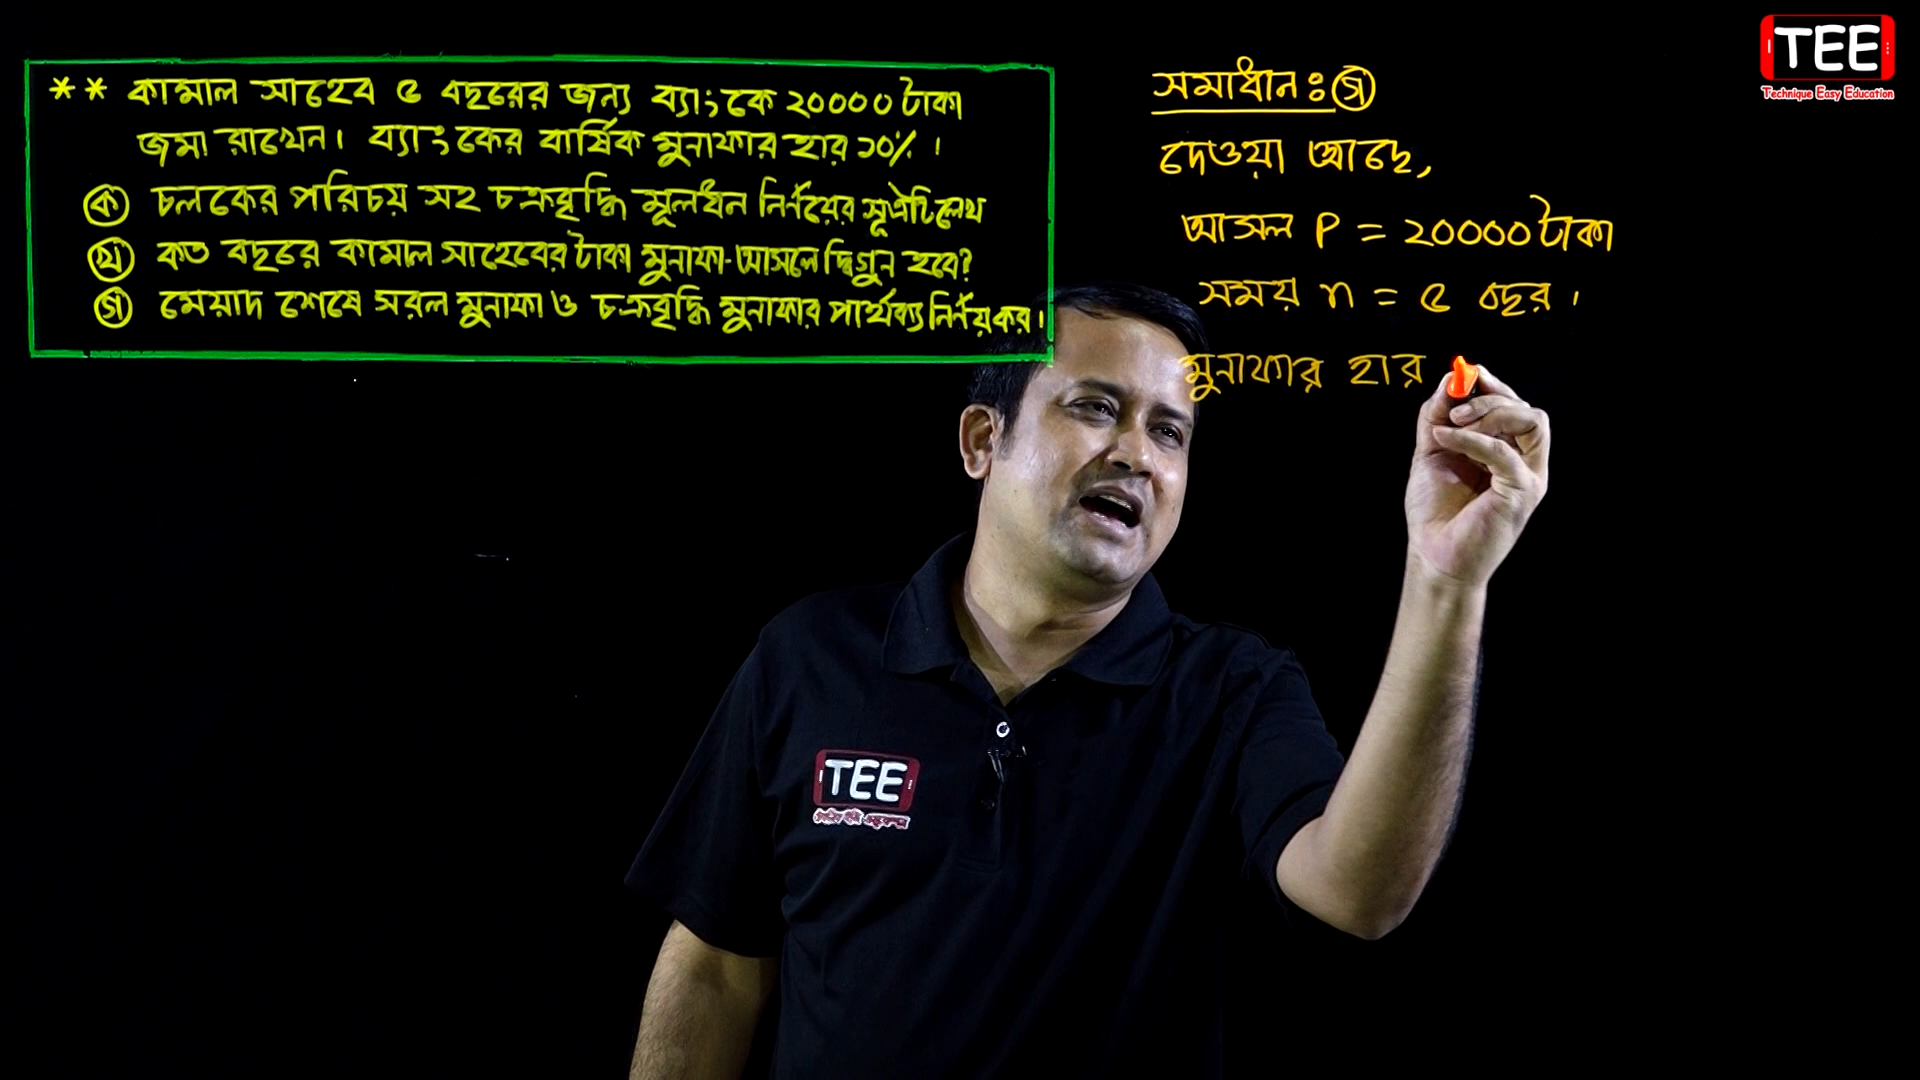 ** কামাল সাহেব ৫ বছরের জন্য ব্যাংকে ২০০০০ টাকা
জমা রাখেন। ব্যাংকের বার্ষিক মুনাফার হার ১০%।
ক চলকের পরিচয় সহ চক্রবৃদ্ধি মূলধন নির্ণয়ের সূত্রটি লেখ
খ কত বছরে কামাল সাহেবের টাকা মুনাফা-আসলে দ্বিগুন হবে?
গ মেয়াদ শেষে সরল মুনাফা ও চক্রবৃদ্ধি মুনাফার পার্থক্য নির্ণয় কর।
সমাধান: গ
দেওয়া আছে,
আসল P = ২০০০০ টাকা
সময় n = ৫ বছর।
মুনাফার হার
TEE
Technique Easy Education
TEE